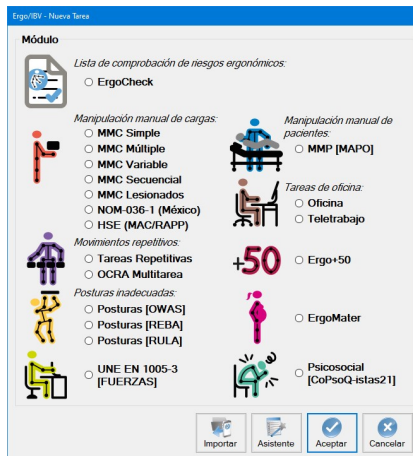 Ergo/IBV - Nueva Tarea
Módulo
Lista de comprobación de riesgos ergonómicos:
ErgoCheck
Manipulación manual de cargas:
MMC Simple
MMC Múltiple
MMC Variable
MMC Secuencial
MMC Lesionados
NOM-036-1 (México)
HSE (MAC/RAPP)
Movimientos repetitivos:
Tareas Repetitivas
OCRA Multitarea
Posturas inadecuadas:
Posturas [OWAS]
Posturas [REBA]
Posturas [RULA]
UNE EN 1005-3
[FUERZAS]
Manipulación manual de
pacientes:
MMP [MAPO]
Tareas de oficina:
Oficina
Teletrabajo
+50
Ergo+50
ErgoMater
Psicosocial
[CoPsoQ-istas21]
Importar
Asistente
Aceptar
Cancelar